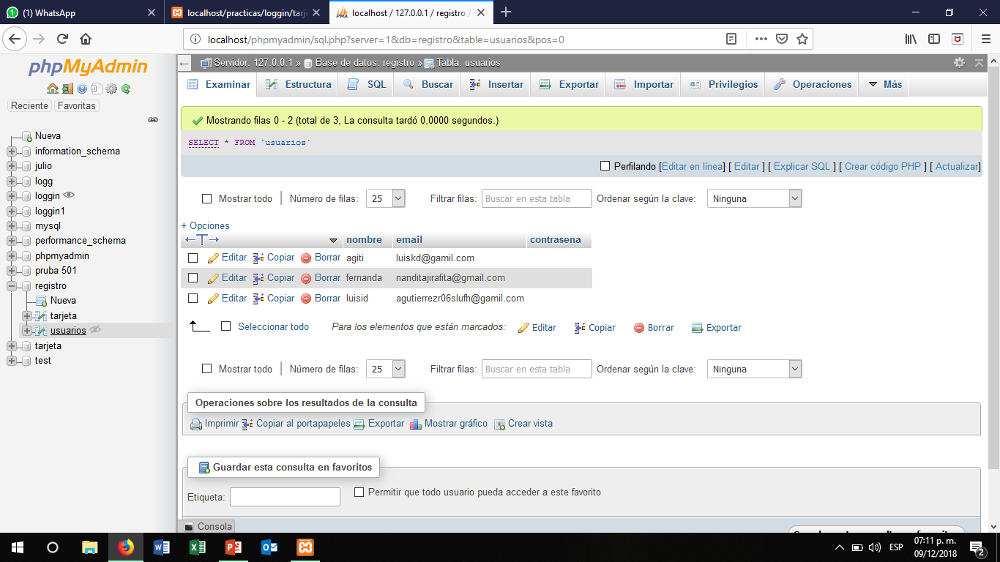 (1) WhatsApp
localhost/practicas/loggin/tarje
localhost / 127.0.0.1 / registro /
localhost/phpmyadmin/sql.php?server=1&db=registro&table=usuarios&pos=0
phpMyAdmin
Reciente
Favoritas
Nueva
information_schema
julio
logg
loggin
loggin1
mysql
performance_schema
phpmyadmin
pruba 501
registro
Nueva
tarjeta
usuarios
tarjeta
test
Servidor: 127.0.0.1 » Base de datos: registro » Tabla: usuarios
Examinar Estructura SQL Buscar Insertar Exportar Importar Privilegios Operaciones Más
Mostrando filas 0 - 2 (total de 3, La consulta tardó 0,0000 segundos.)
SELECT * FROM `usuarios`
Perfilando [Editar en línea] [ Editar ] [ Explicar SQL ] [ Crear código PHP ] [ Actualizar]
Mostrar todo Número de filas: 25 Filtrar filas: Buscar en esta tabla Ordenar según la clave: Ninguna
+ Opciones
←T→ nombre email contrasena
Editar Copiar Borrar agiti luiskd@gamil.com
Editar Copiar Borrar fernanda nanditajirafita@gmail.com
Editar Copiar Borrar luisid agutierrezr06slufh@gamil.com
Seleccionar todo Para los elementos que están marcados: Editar Copiar Borrar Exportar
Mostrar todo Número de filas: 25 Filtrar filas: Buscar en esta tabla Ordenar según la clave: Ninguna
Operaciones sobre los resultados de la consulta
Imprimir Copiar al portapapeles Exportar Mostrar gráfico Crear vista
Guardar esta consulta en favoritos
Etiqueta: Permitir que todo usuario pueda acceder a este favorito
Consola
ESP
07:11 p. m.
09/12/2018
2